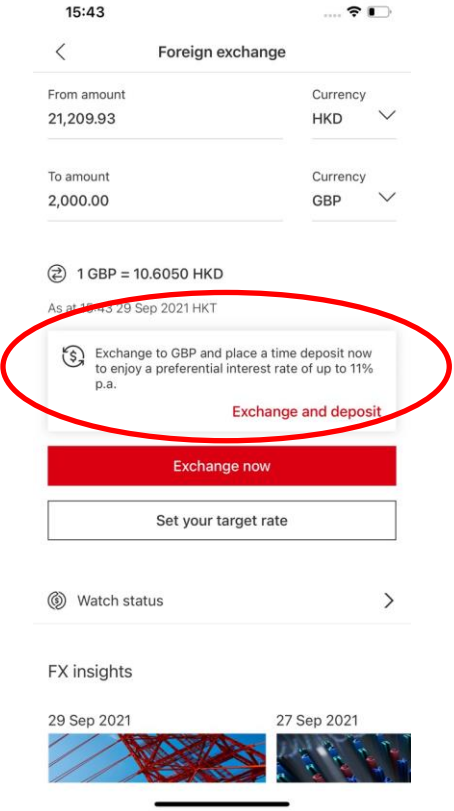 15:43
Foreign exchange
From amount
Currency
21,209.93
HKD
To amount
Currency
2,000.00
GBP
1 GBP = 10.6050 HKD
As at 15:43 29 Sep 2021 HKT
Exchange to GBP and place a time deposit now
to enjoy a preferential interest rate of up to 11%
p.a.
Exchange and deposit
Exchange now
Set your target rate
Watch status
FX insights
29 Sep 2021
27 Sep 2021